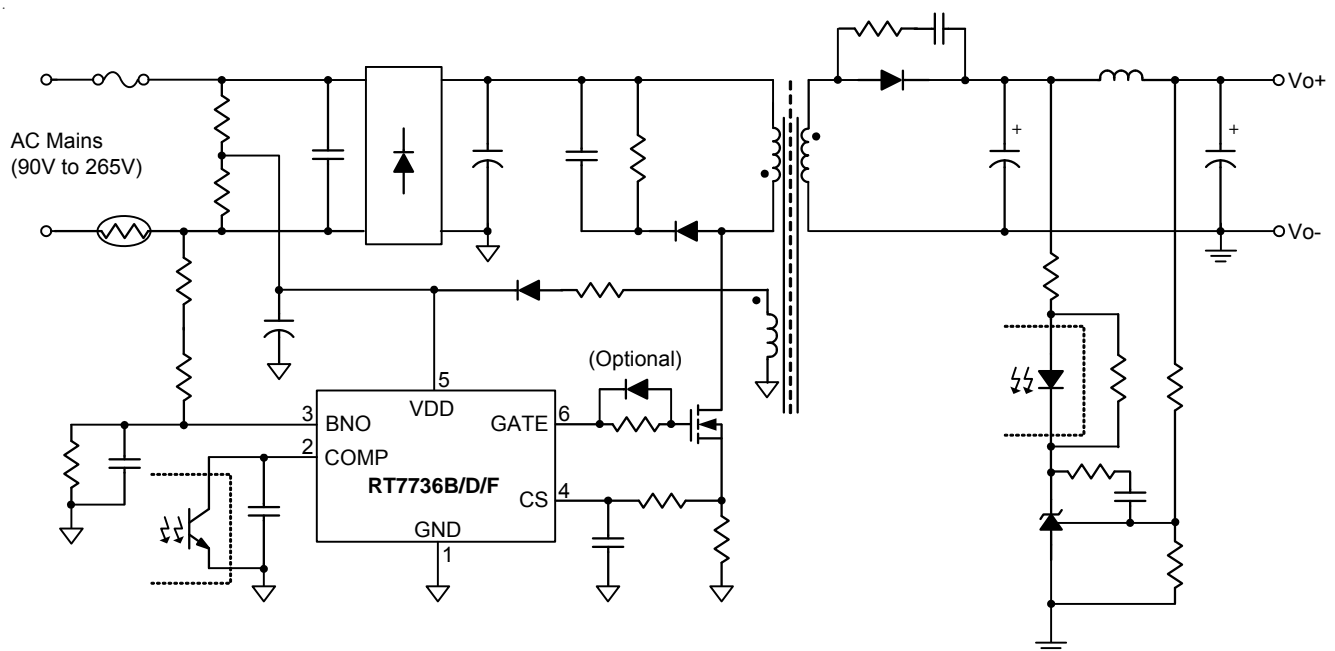 +
+
Vo+
AC Mains
(90V to 265V)
Vo-
(Optional)
5
VDD
3
BNO
GATE
6
2
COMP
RT7736B/D/F
CS
4
GND
1